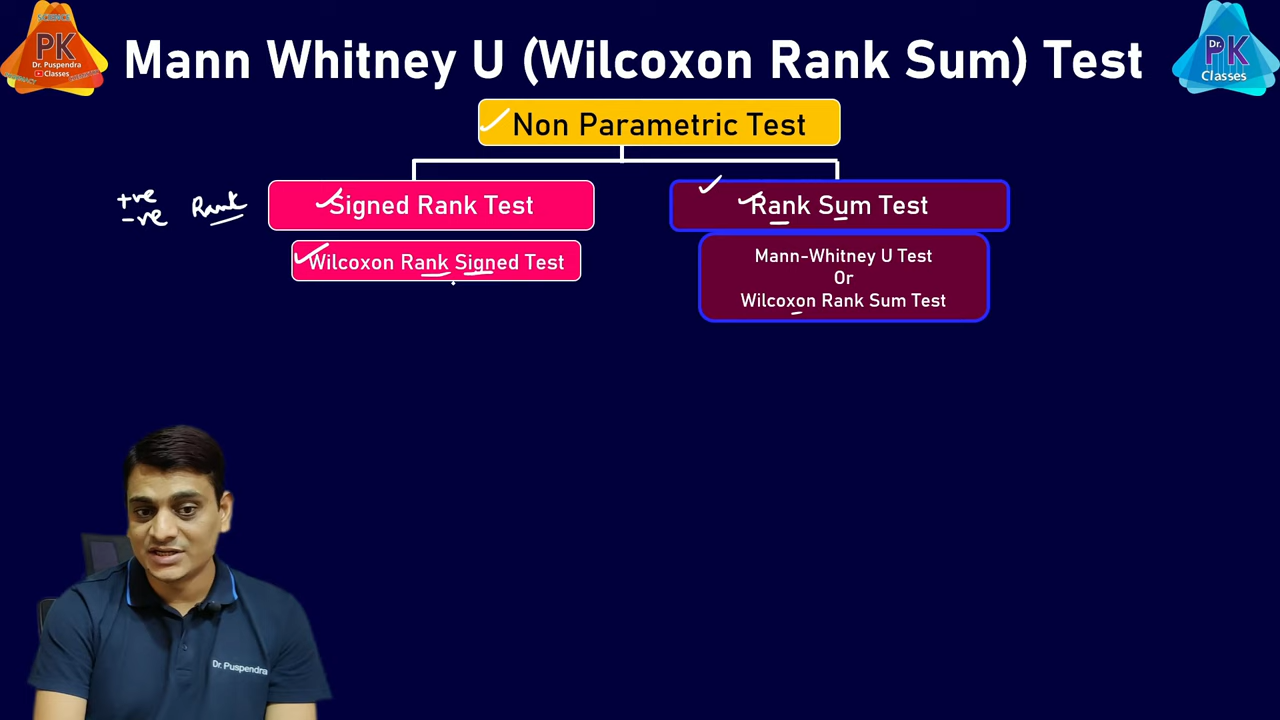 SCIENCE
PK
Dr. Puspendra
Classes
Mann Whitney U (Wilcoxon Rank Sum) Test
Dr.
PK
Classes
Non Parametric Test
+ve
-ve
Rank
Signed Rank Test
Rank Sum Test
Wilcoxon Rank Signed Test
Mann-Whitney U Test
Or
Wilcoxon Rank Sum Test
Dr. Puspendra